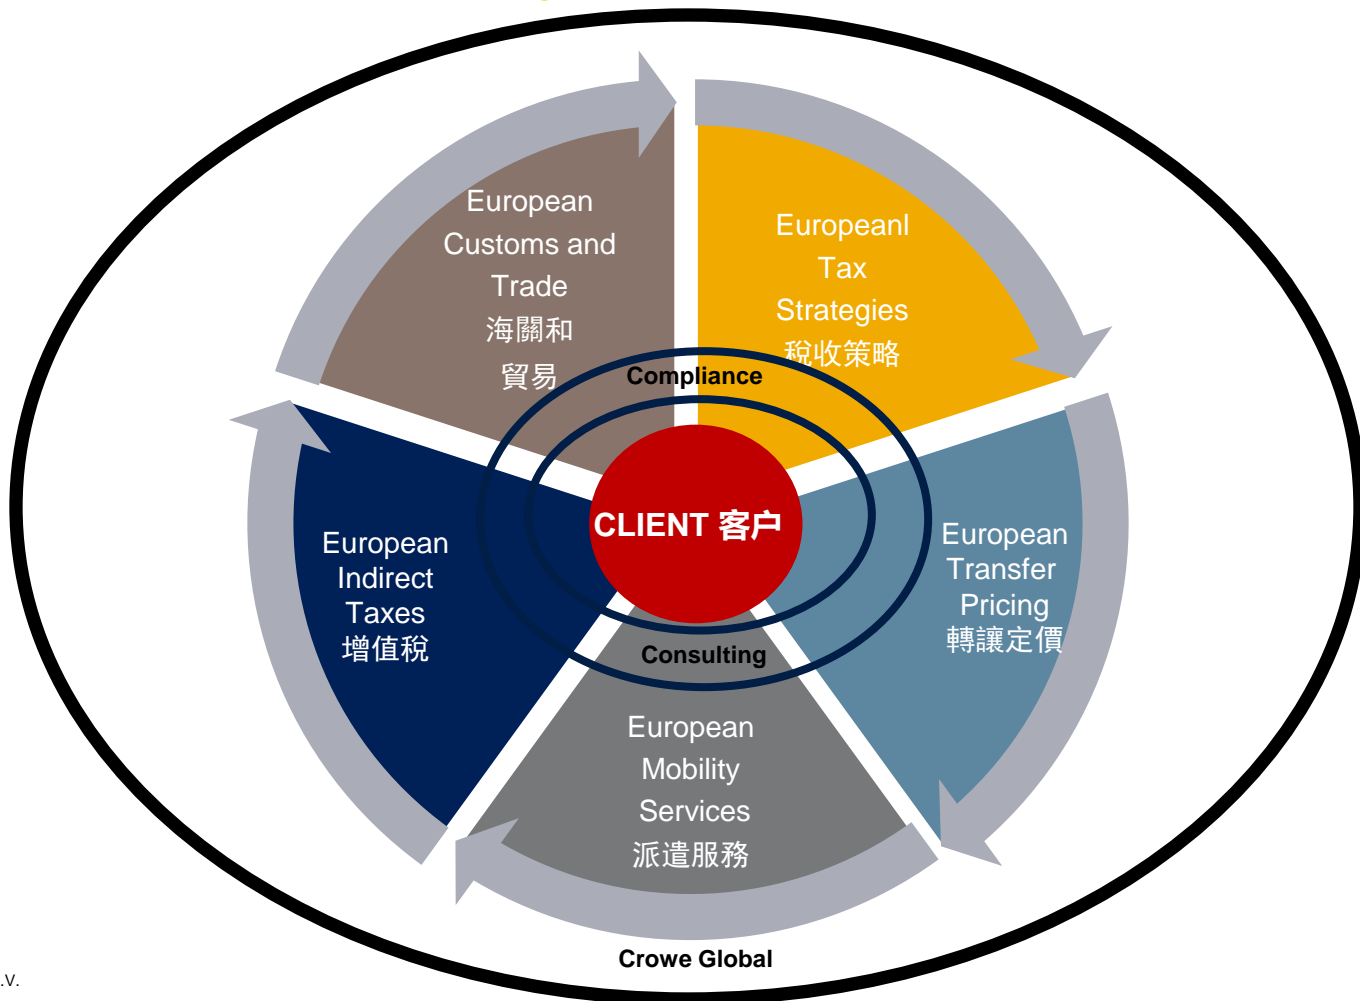 European
Customs and
Trade
海關和
貿易
Europeanl
Tax
Strategies
稅收策略
Compliance
CLIENT 客户
European
Indirect
Taxes
增值稅
European
Transfer
Pricing
轉讓定價
Consulting
European
Mobility
Services
派遣服務
Crowe Global
.V.